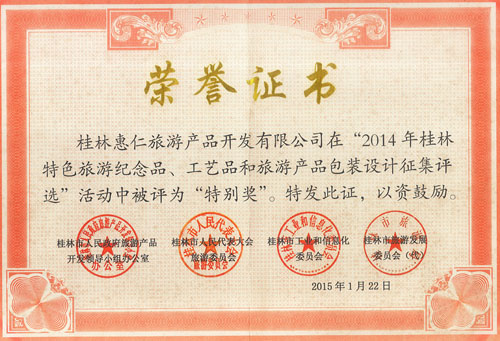 荣誉证书
桂林惠仁旅游产品开发有限公司在“2014年桂林
特色旅游纪念品、工艺品和旅游产品包装设计征集评
选”活动中被评为“特别奖”。特发此证，以资鼓励。
桂林市人民政府旅游产品 桂林市人民代表大会 桂林市工业和信息化 桂林市旅游发展
开发领导小组办公室 旅游委员会 委员会 委员会（代）
2015年1月22日